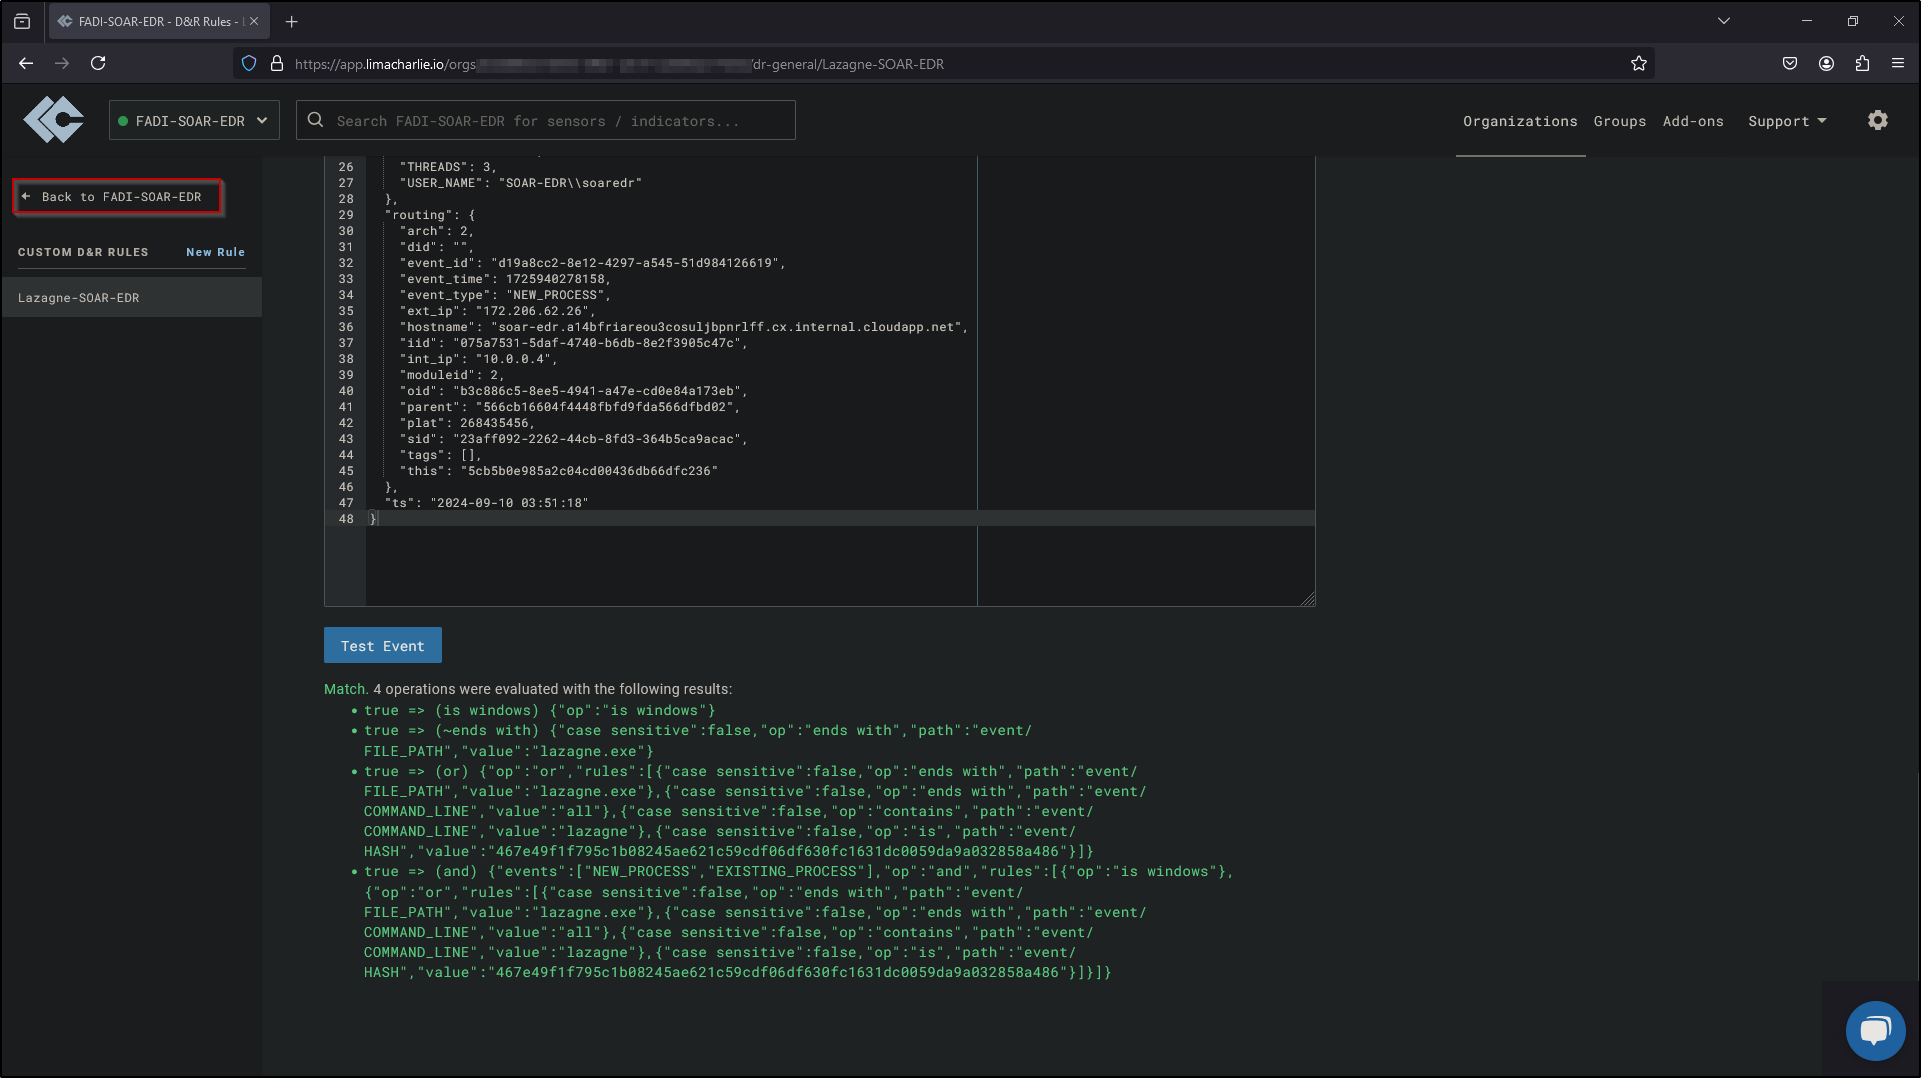 FADI-SOAR-EDR - D&R Rules -
https://app.limacharlie.io/orgs /dr-general/Lazagne-SOAR-EDR
FADI-SOAR-EDR
Search FADI-SOAR-EDR for sensors / indicators...
Organizations Groups Add-ons Support
Back to FADI-SOAR-EDR
CUSTOM D&R RULES New Rule
Lazagne-SOAR-EDR
26 "THREADS": 3,
27 "USER_NAME": "SOAR-EDR\\soaredr"
28 },
29 "routing": {
30 "arch": 2,
31 "did": "",
32 "event_id": "d19a8cc2-8e12-4297-a545-51d984126619",
33 "event_time": 1725940278158,
34 "event_type": "NEW_PROCESS",
35 "ext_ip": "172.206.62.26",
36 "hostname": "soar-edr.a14bfriareou3cosuljbpnrlff.cx.internal.cloudapp.net",
37 "iid": "075a7531-5daf-4740-b6db-8e2f3905c47c",
38 "int_ip": "10.0.0.4",
39 "moduleid": 2,
40 "oid": "b3c886c5-8ee5-4941-a47e-cd0e84a173eb",
41 "parent": "566cb16604f4448fbfd9fda566dfbd02",
42 "plat": 268435456,
43 "sid": "23aff092-2262-44cb-8fd3-364b5ca9acac",
44 "tags": [],
45 "this": "5cb5b0e985a2c04cd00436db66dfc236"
46 },
47 "ts": "2024-09-10 03:51:18"
48 }
Test Event
Match. 4 operations were evaluated with the following results:
• true => (is windows) {"op":"is windows"}
• true => (~ends with) {"case sensitive":false,"op":"ends with","path":"event/
FILE_PATH","value":"lazagne.exe"}
• true => (or) {"op":"or","rules":[{"case sensitive":false,"op":"ends with","path":"event/
FILE_PATH","value":"lazagne.exe"},{"case sensitive":false,"op":"ends with","path":"event/
COMMAND_LINE","value":"all"},{"case sensitive":false,"op":"contains","path":"event/
COMMAND_LINE","value":"lazagne"},{"case sensitive":false,"op":"is","path":"event/
HASH","value":"467e49f1f795c1b08245ae621c59cdf06df630fc1631dc0059da9a032858a486"}]}
• true => (and) {"events":["NEW_PROCESS","EXISTING_PROCESS"],"op":"and","rules":[{"op":"is windows"},
{"op":"or","rules":[{"case sensitive":false,"op":"ends with","path":"event/
FILE_PATH","value":"lazagne.exe"},{"case sensitive":false,"op":"ends with","path":"event/
COMMAND_LINE","value":"all"},{"case sensitive":false,"op":"contains","path":"event/
COMMAND_LINE","value":"lazagne"},{"case sensitive":false,"op":"is","path":"event/
HASH","value":"467e49f1f795c1b08245ae621c59cdf06df630fc1631dc0059da9a032858a486"}]}]}